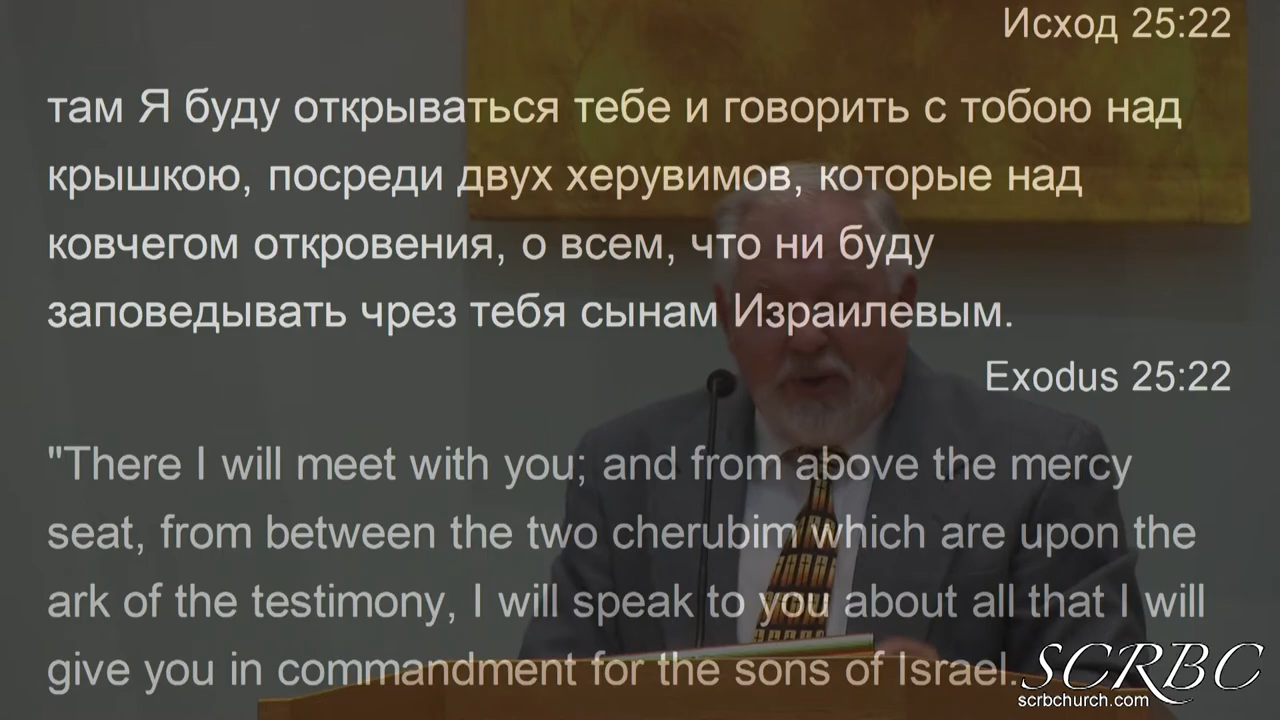 Исход 25:22
там Я буду открываться тебе и говорить с тобою над
крышкою, посреди двух херувимов, которые над
ковчегом откровения, о всем, что ни буду
заповедывать чрез тебя сынам Израилевым.
Exodus 25:22
"There I will meet with you; and from above the mercy
seat, from between the two cherubim which are upon the
ark of the testimony, I will speak to you about all that I will
give you in commandment for the sons of Israel.
SCRBC
scrbchurch.com